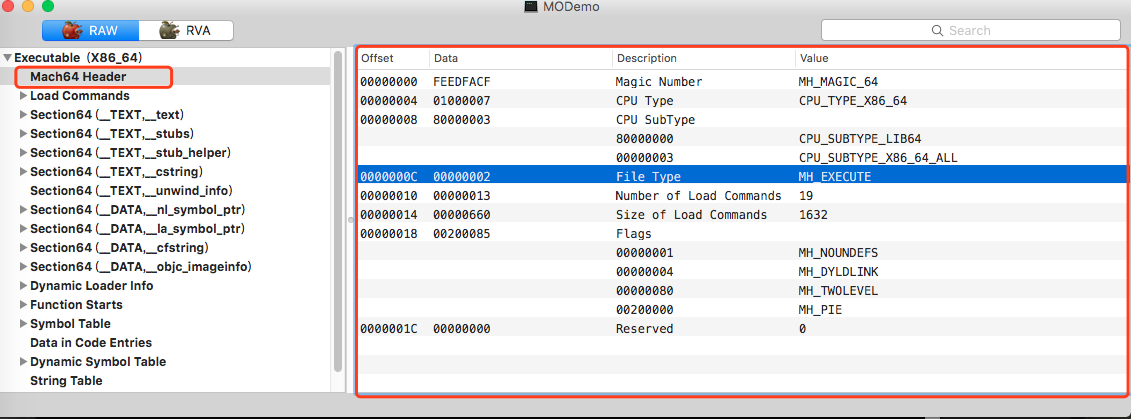 MODemo
RAW RVA Search
Executable (X86_64)
Mach64 Header
Load Commands
Section64 (__TEXT,__text)
Section64 (__TEXT,__stubs)
Section64 (__TEXT,__stub_helper)
Section64 (__TEXT,__cstring)
Section64 (__TEXT,__unwind_info)
Section64 (__DATA,__nl_symbol_ptr)
Section64 (__DATA,__la_symbol_ptr)
Section64 (__DATA,__cfstring)
Section64 (__DATA,__objc_imageinfo)
Dynamic Loader Info
Function Starts
Symbol Table
Data in Code Entries
Dynamic Symbol Table
String Table
Offset Data Description Value
00000000 FEEDFACF Magic Number MH_MAGIC_64
00000004 01000007 CPU Type CPU_TYPE_X86_64
00000008 80000003 CPU SubType
80000000 CPU_SUBTYPE_LIB64
00000003 CPU_SUBTYPE_X86_64_ALL
0000000C 00000002 File Type MH_EXECUTE
00000010 00000013 Number of Load Commands 19
00000014 00000660 Size of Load Commands 1632
00000018 00200085 Flags
00000001 MH_NOUNDEFS
00000004 MH_DYLDLINK
00000080 MH_TWOLEVEL
00200000 MH_PIE
0000001C 00000000 Reserved 0